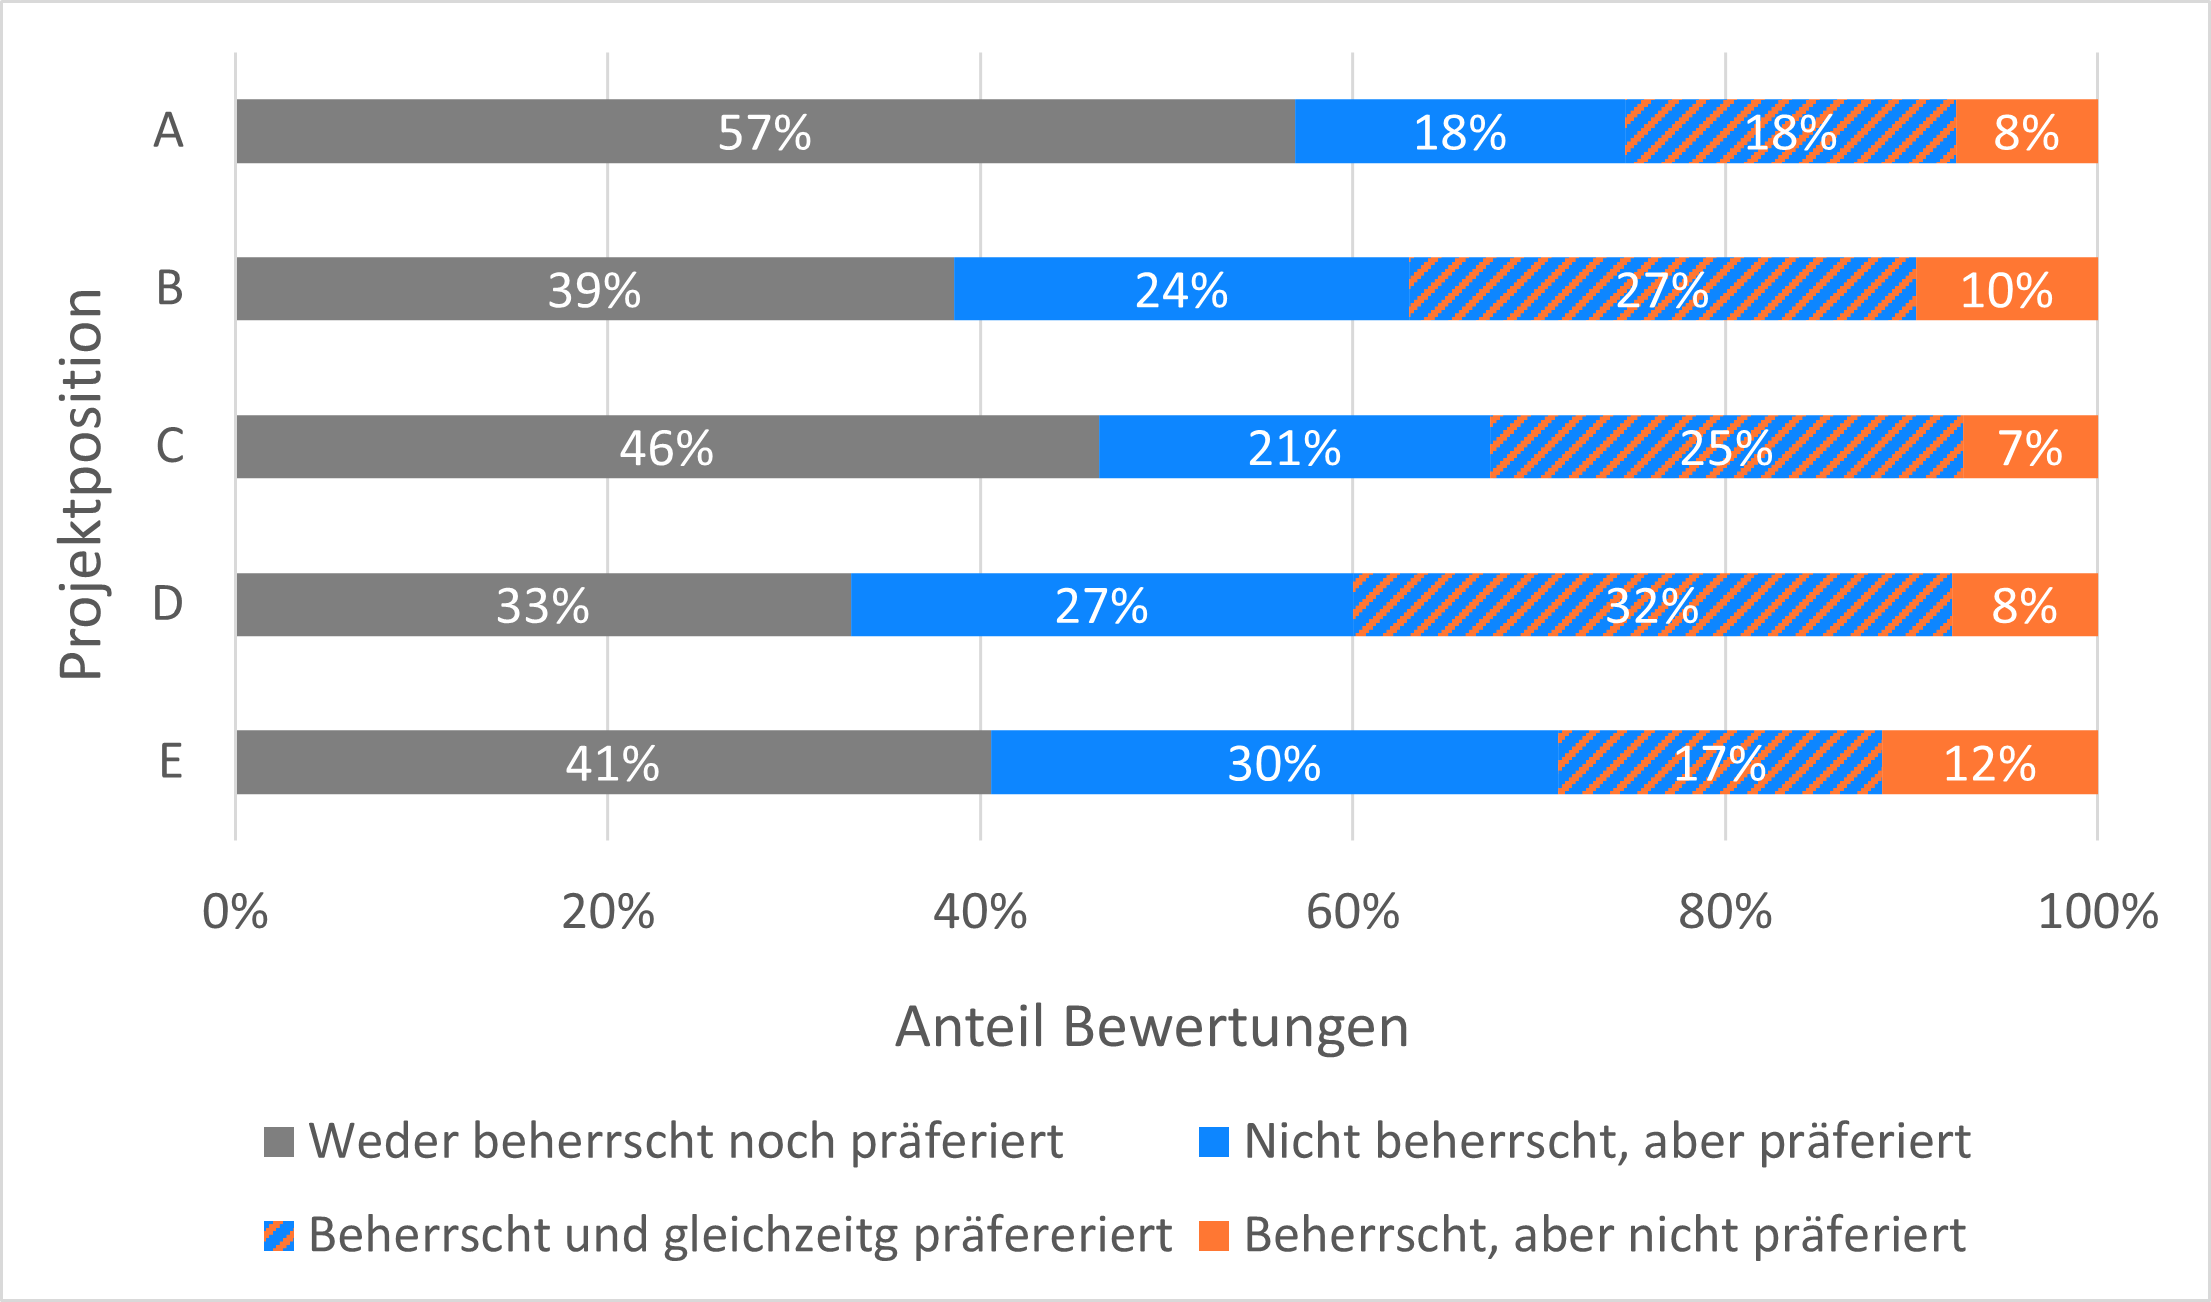 Projektposition
A 57% 18% 18% 8%
B 39% 24% 27% 10%
C 46% 21% 25% 7%
D 33% 27% 32% 8%
E 41% 30% 17% 12%
0% 20% 40% 60% 80% 100%
Anteil Bewertungen
Weder beherrscht noch präferiert Nicht beherrscht, aber präferiert
Beherrscht und gleichzeitg präfereriert Beherrscht, aber nicht präferiert